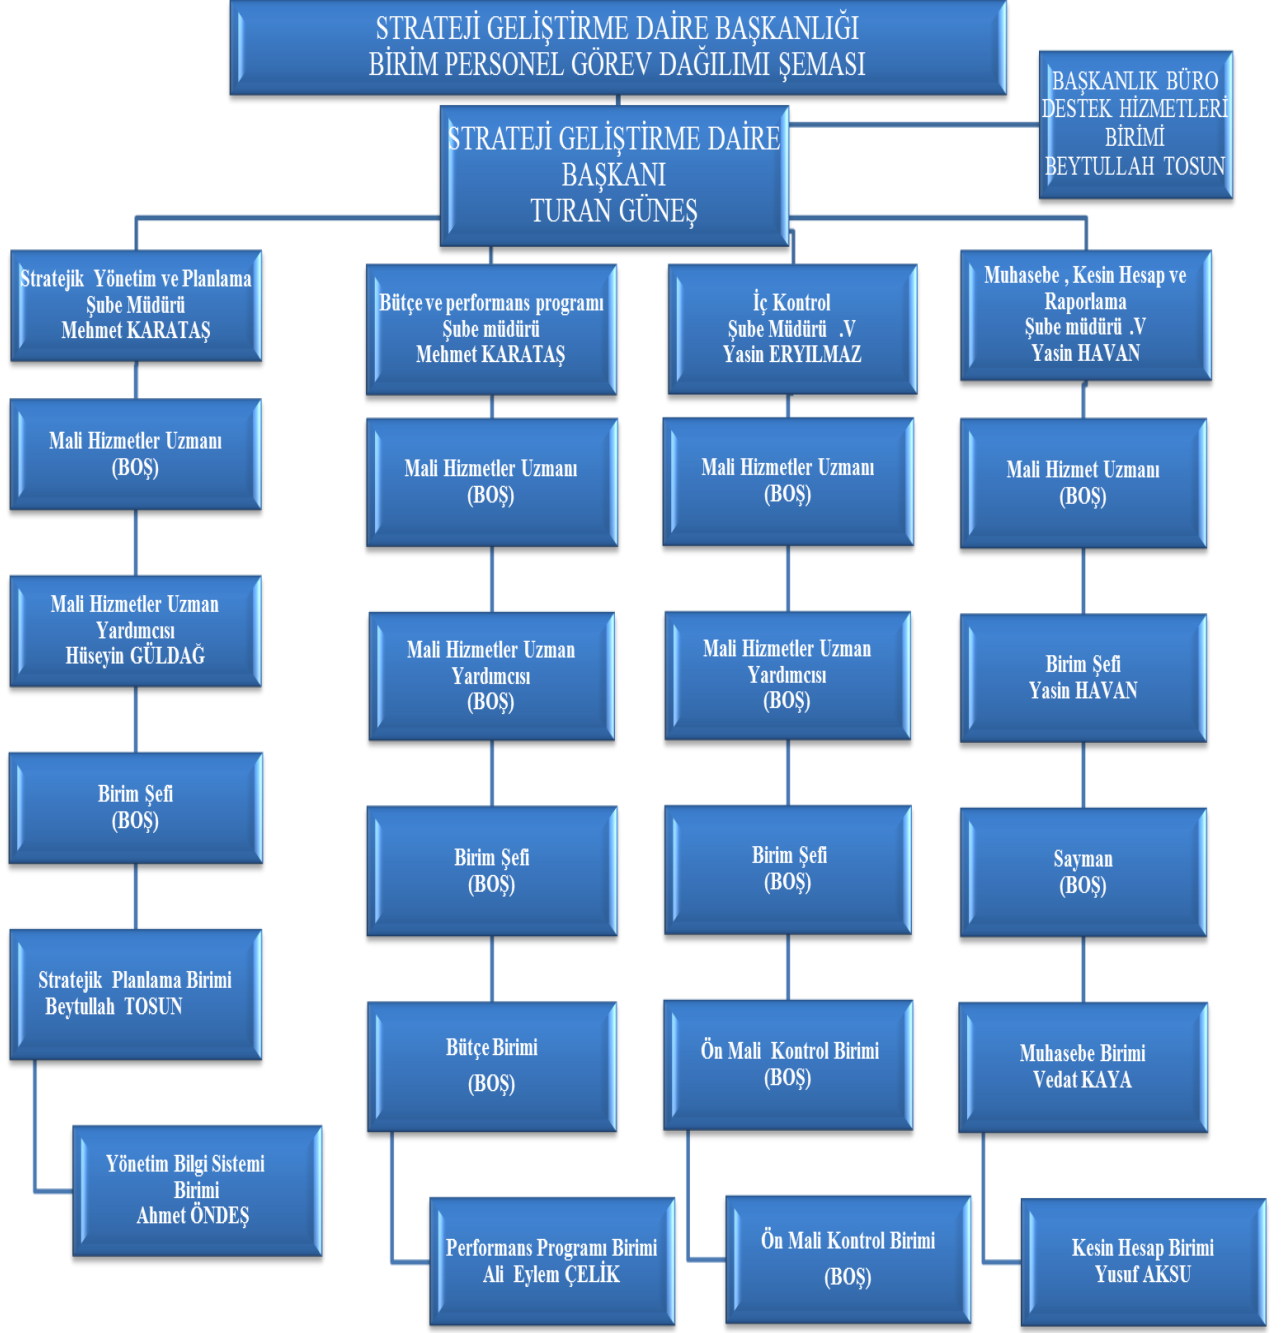 STRATEJİ GELİŞTİRME DAİRE BAŞKANLIĞI
BİRİM PERSONEL GÖREV DAĞILIMI ŞEMASI
BAŞKANLIK BÜRO
DESTEK HİZMETLERİ
BİRİMİ
BEYTULLAH TOSUN
STRATEJİ GELİŞTİRME DAİRE
BAŞKANI
TURAN GÜNEŞ
Stratejik Yönetim ve Planlama
Şube Müdürü
Mehmet KARATAŞ
Mali Hizmetler Uzmanı
(BOŞ)
Mali Hizmetler Uzman
Yardımcısı
Hüseyin GÜLDAĞ
Birim Şefi
(BOŞ)
Stratejik Planlama Birimi
Beytullah TOSUN
Yönetim Bilgi Sistemi
Birimi
Ahmet ÖNDEŞ
Bütçe ve performans programı
Şube müdürü
Mehmet KARATAŞ
Mali Hizmetler Uzmanı
(BOŞ)
Mali Hizmetler Uzman
Yardımcısı
(BOŞ)
Birim Şefi
(BOŞ)
Bütçe Birimi
(BOŞ)
Performans Programı Birimi
Ali Eylem ÇELİK
İç Kontrol
Şube Müdürü .V
Yasin ERYILMAZ
Mali Hizmetler Uzmanı
(BOŞ)
Mali Hizmetler Uzman
Yardımcısı
(BOŞ)
Birim Şefi
(BOŞ)
Ön Mali Kontrol Birimi
(BOŞ)
Ön Mali Kontrol Birimi
(BOŞ)
Muhasebe , Kesin Hesap ve
Raporlama
Şube müdürü .V
Yasin HAVAN
Mali Hizmet Uzmanı
(BOŞ)
Birim Şefi
Yasin HAVAN
Sayman
(BOŞ)
Muhasebe Birimi
Vedat KAYA
Kesin Hesap Birimi
Yusuf AKSU